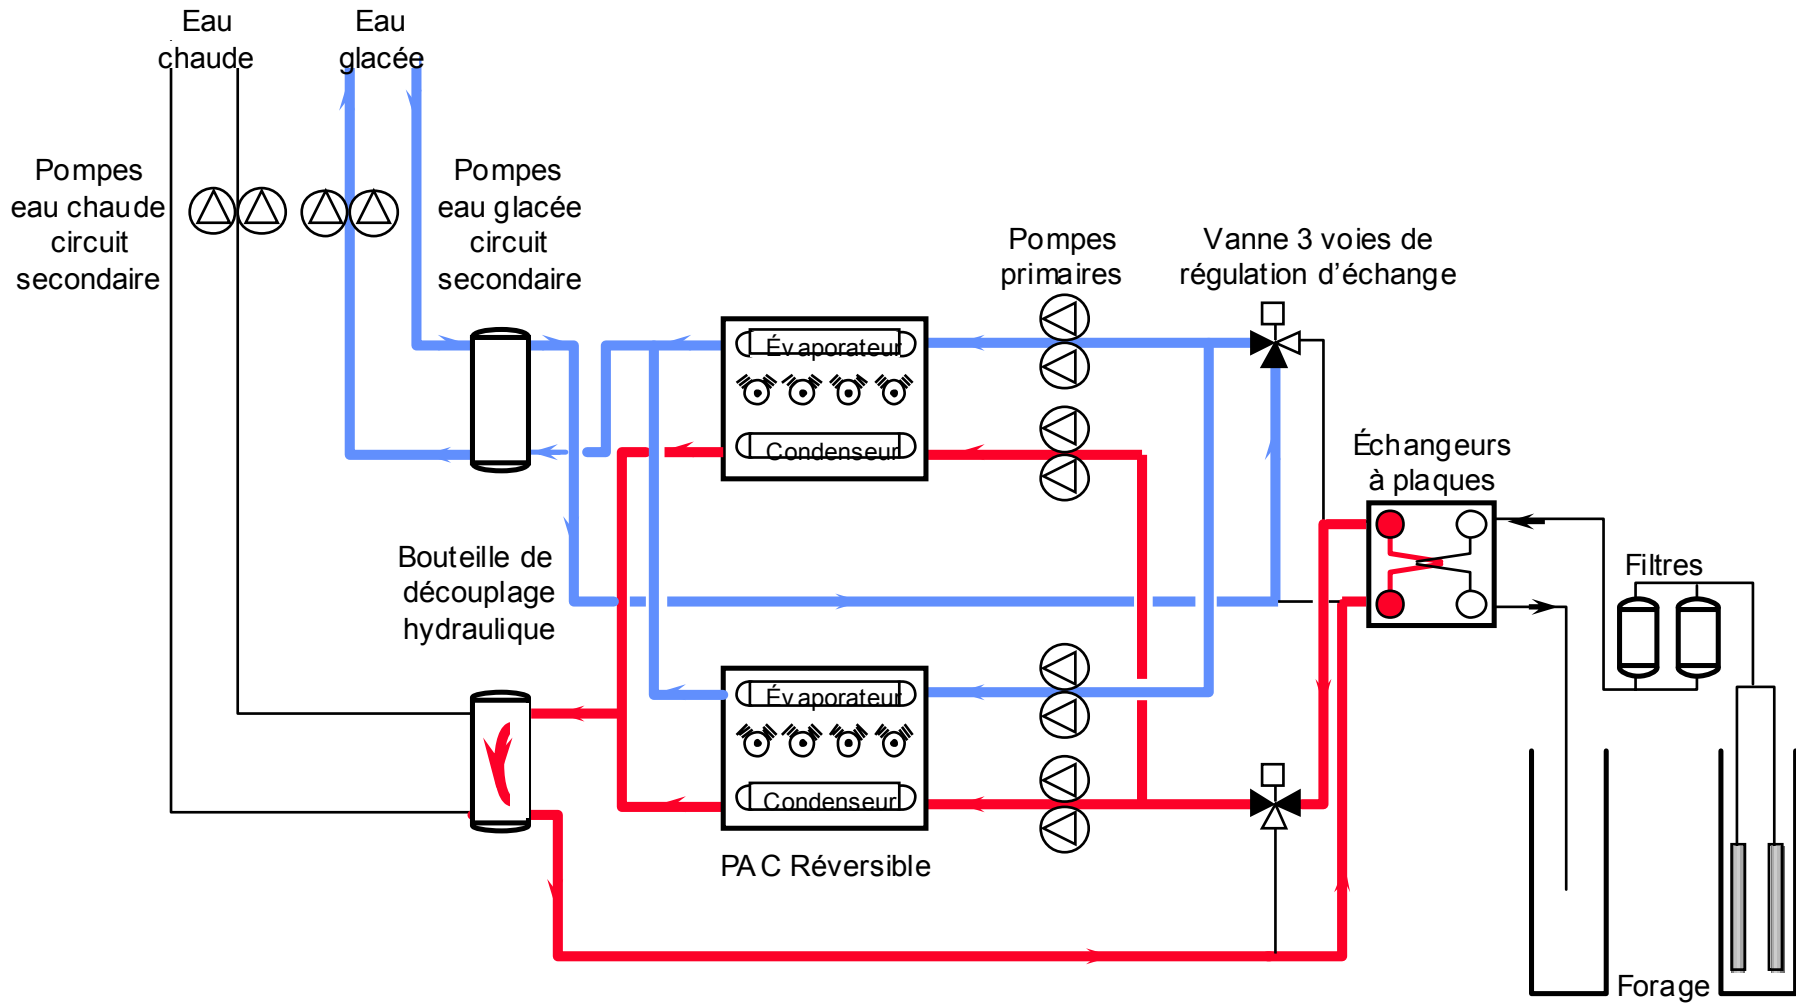 Eau
chaude
Eau
glacée
Pompes
eau chaude
circuit
secondaire
Pompes
eau glacée
circuit
secondaire
Pompes
primaires
Vanne 3 voies de
régulation d'échange
Évaporateur
Condenseur
Échangeurs
à plaques
Filtres
Bouteille de
découplage
hydraulique
Évaporateur
Condenseur
PAC Réversible
Forage